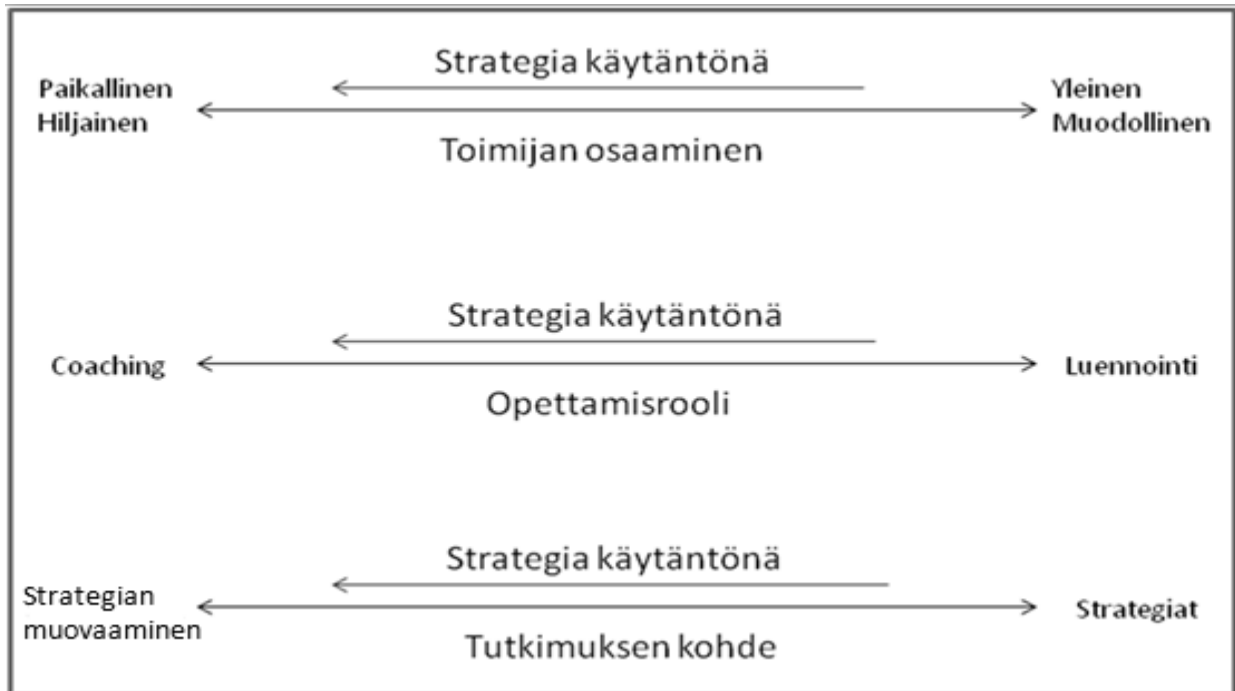 Strategia käytäntönä
Paikallinen
Hiljainen
Yleinen
Muodollinen
Toimijan osaaminen
Strategia käytäntönä
Coaching
Luennointi
Opettamisrooli
Strategia käytäntönä
Strategian
muovaaminen
Strategiat
Tutkimuksen kohde